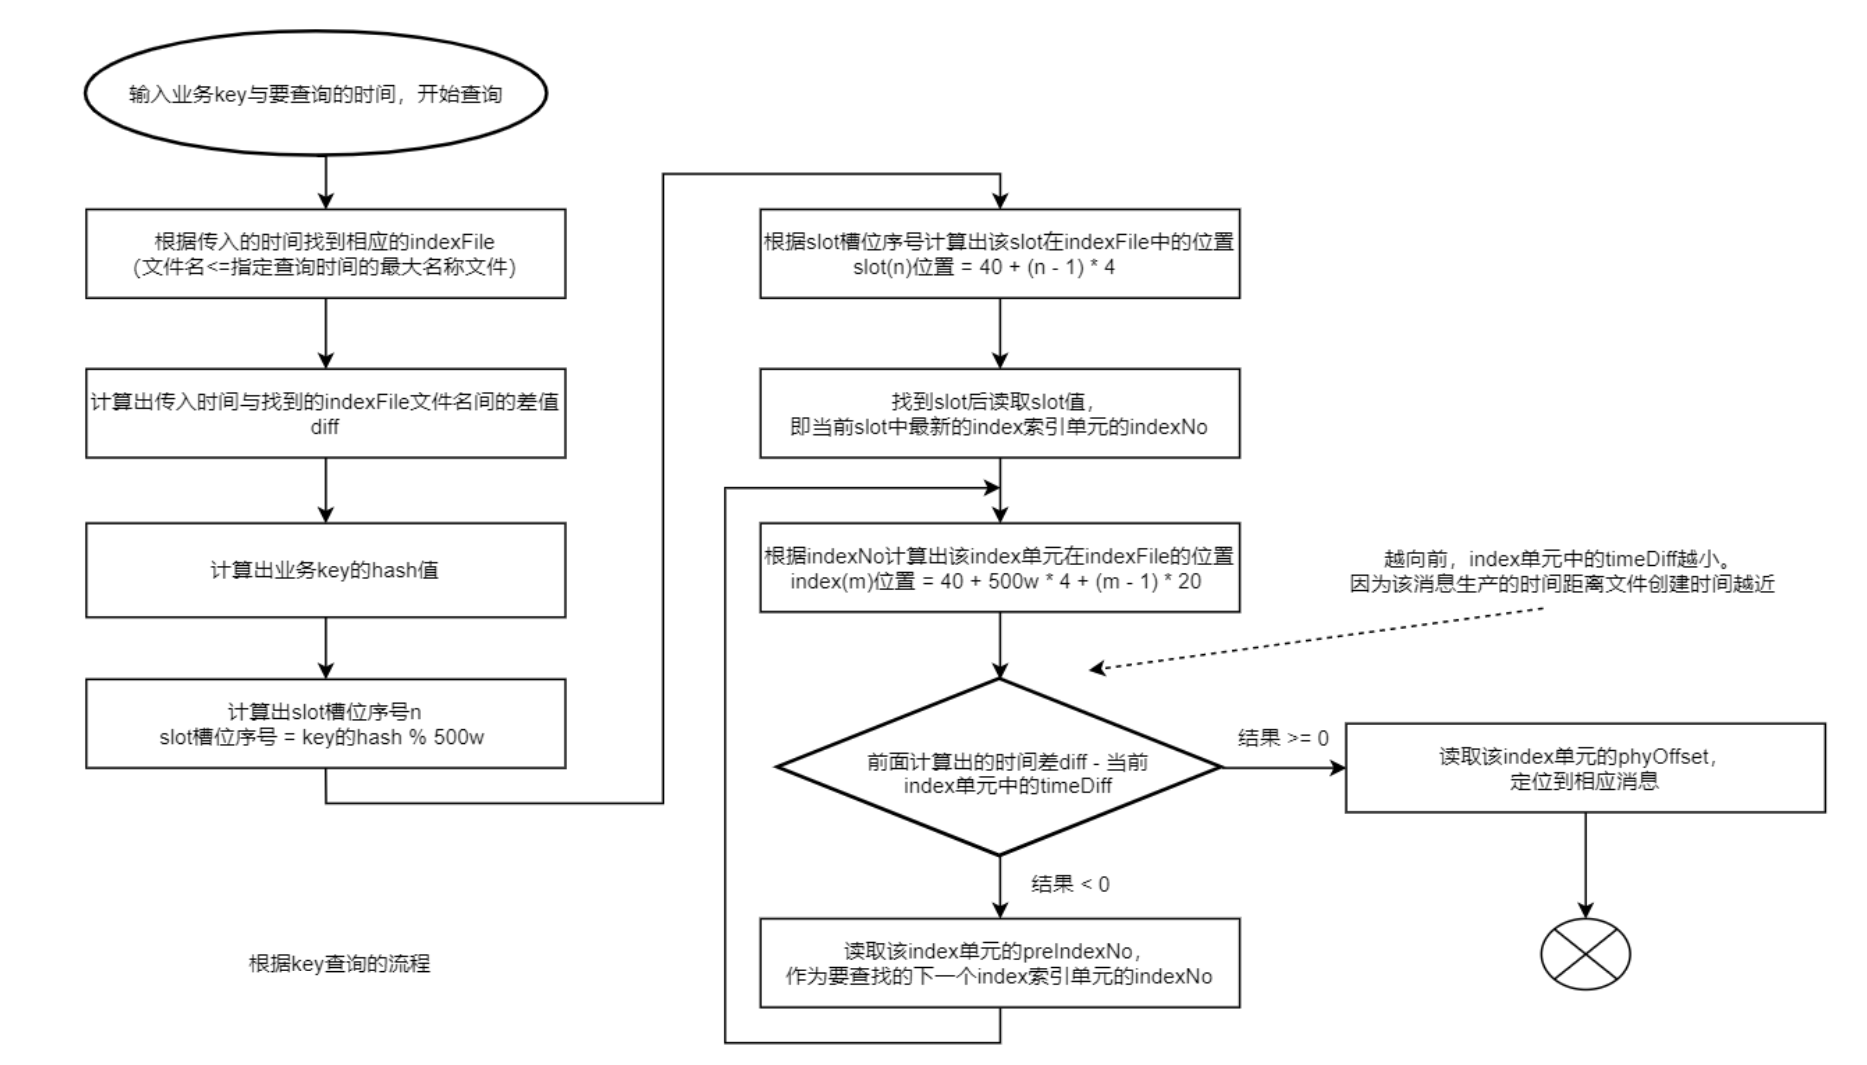 输入业务key与要查询的时间，开始查询
根据传入的时间找到相应的indexFile
(文件名<=指定查询时间的最大名称文件)
计算出传入时间与找到的indexFile文件名间的差值
diff
计算出业务key的hash值
计算出slot槽位序号n
slot槽位序号 = key的hash % 500w
根据key查询的流程
根据slot槽位序号计算出该slot在indexFile中的位置
slot(n)位置 = 40 + (n - 1) * 4
找到slot后读取slot值，
即当前slot中最新的index索引单元的indexNo
根据indexNo计算出该index单元在indexFile的位置
index(m)位置 = 40 + 500w * 4 + (m - 1) * 20
越向前，index单元中的timeDiff越小。
因为该消息生产的时间距离文件创建时间越近
前面计算出的时间差diff - 当前
index单元中的timeDiff
结果 >= 0
读取该index单元的phyOffset，
定位到相应消息
结果 < 0
读取该index单元的preIndexNo，
作为要查找的下一个index索引单元的indexNo